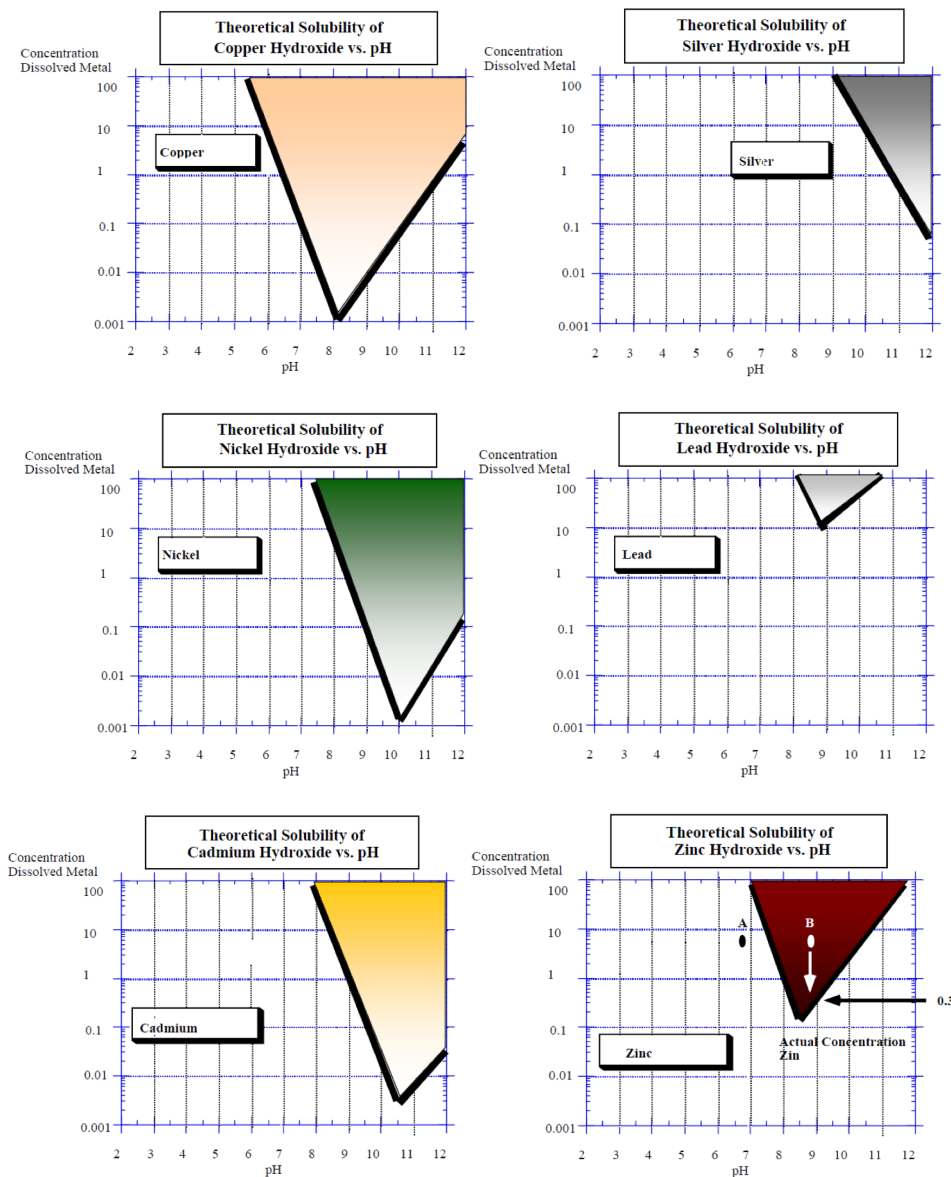 Theoretical Solubility of
Copper Hydroxide vs. pH
Concentration
Dissolved Metal
100
10
1
0.1
0.01
0.001
Copper
2 3 4 5 6 7 8 9 10 11 12
pH
Theoretical Solubility of
Silver Hydroxide vs. pH
Concentration
Dissolved Metal
100
10
1
0.1
0.01
0.001
Silver
2 3 4 5 6 7 8 9 10 11 12
pH
Theoretical Solubility of
Nickel Hydroxide vs. pH
Concentration
Dissolved Metal
100
10
1
0.1
0.01
0.001
Nickel
2 3 4 5 6 7 8 9 10 11 12
pH
Theoretical Solubility of
Lead Hydroxide vs. pH
Concentration
Dissolved Metal
100
10
1
0.1
0.01
0.001
Lead
2 3 4 5 6 7 8 9 10 11 12
pH
Theoretical Solubility of
Cadmium Hydroxide vs. pH
Concentration
Dissolved Metal
100
10
1
0.1
0.01
0.001
Cadmium
2 3 4 5 6 7 8 9 10 11 12
pH
Theoretical Solubility of
Zinc Hydroxide vs. pH
Concentration
Dissolved Metal
100
10
1
0.1
0.01
0.001
A
B
0.3
Actual Concentration
Zin
Zinc
2 3 4 5 6 7 8 9 10 11 12
pH